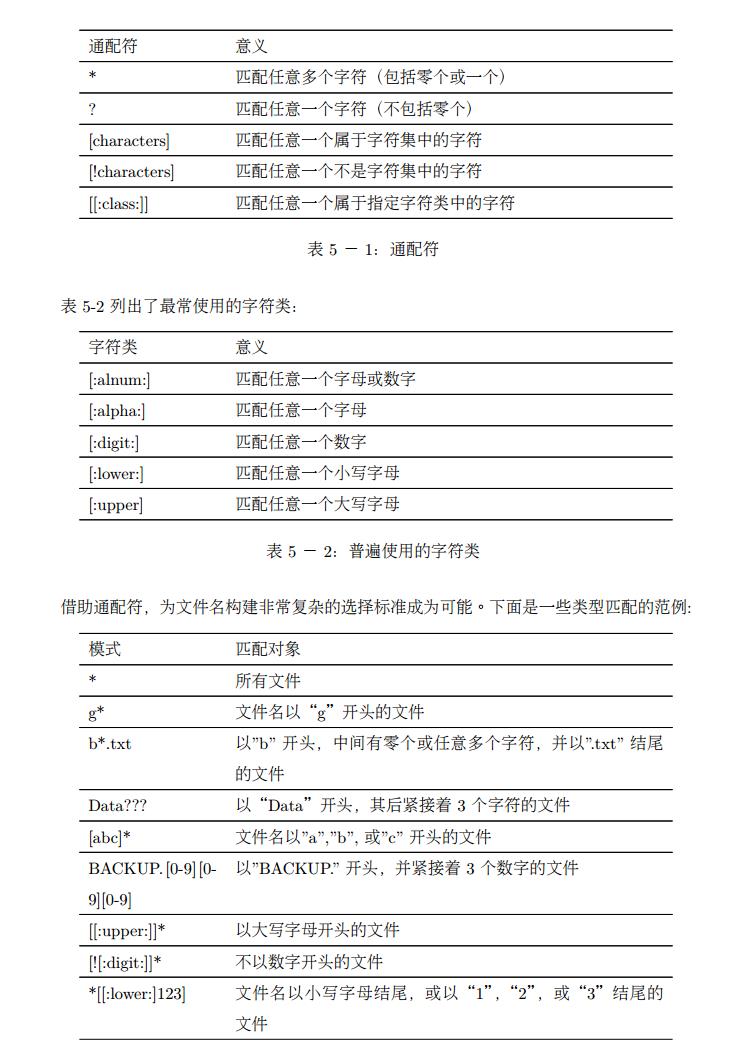 通配符 意义
* 匹配任意多个字符（包括零个或一个）
? 匹配任意一个字符（不包括零个）
[characters] 匹配任意一个属于字符集中的字符
[!characters] 匹配任意一个不是字符集中的字符
[[:class:]] 匹配任意一个属于指定字符类中的字符
表 5 － 1: 通配符
表 5-2 列出了最常使用的字符类:
字符类 意义
[:alnum:] 匹配任意一个字母或数字
[:alpha:] 匹配任意一个字母
[:digit:] 匹配任意一个数字
[:lower:] 匹配任意一个小写字母
[:upper] 匹配任意一个大写字母
表 5 － 2: 普遍使用的字符类
借助通配符，为文件名构建非常复杂的选择标准成为可能。下面是一些类型匹配的范例:
模式 匹配对象
* 所有文件
g* 文件名以“g”开头的文件
b*.txt 以”b” 开头，中间有零个或任意多个字符，并以”.txt” 结尾
的文件
Data??? 以“Data”开头，其后紧接着 3 个字符的文件
[abc]* 文件名以”a”,”b”, 或”c” 开头的文件
BACKUP.[0-9][0- 以”BACKUP.” 开头，并紧接着 3 个数字的文件
9][0-9]
[[:upper:]]* 以大写字母开头的文件
[![:digit:]]* 不以数字开头的文件
*[[:lower:]123] 文件名以小写字母结尾，或以“1”，“2”，或“3”结尾的
文件